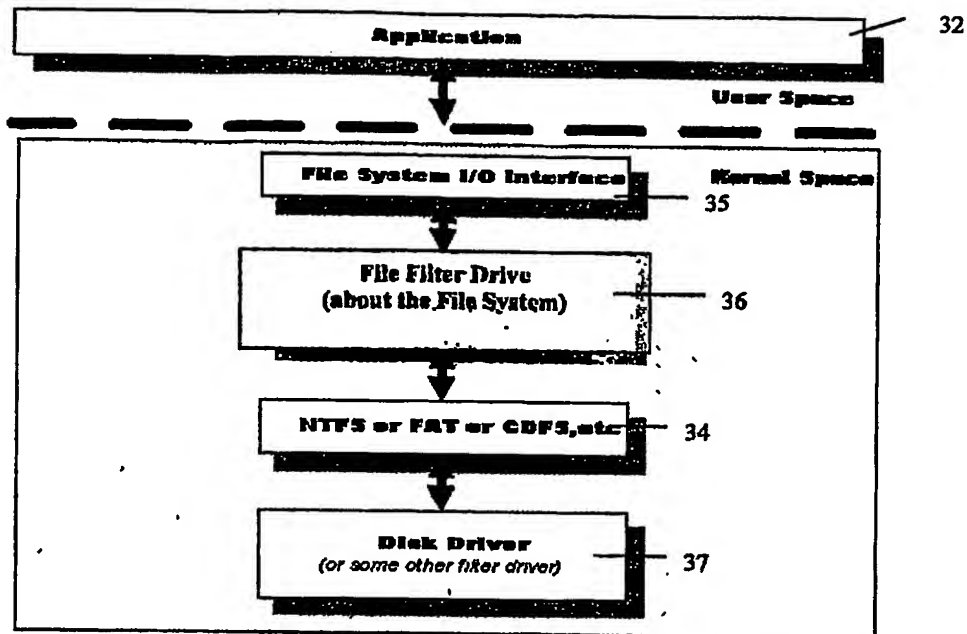 Application
32
User Space
File System I/O Interface
Kernel Space
35
File Filter Drive
(about the File System)
36
NTFS or FAT or CDFS,etc
34
Disk Driver
(or some other filter driver)
37